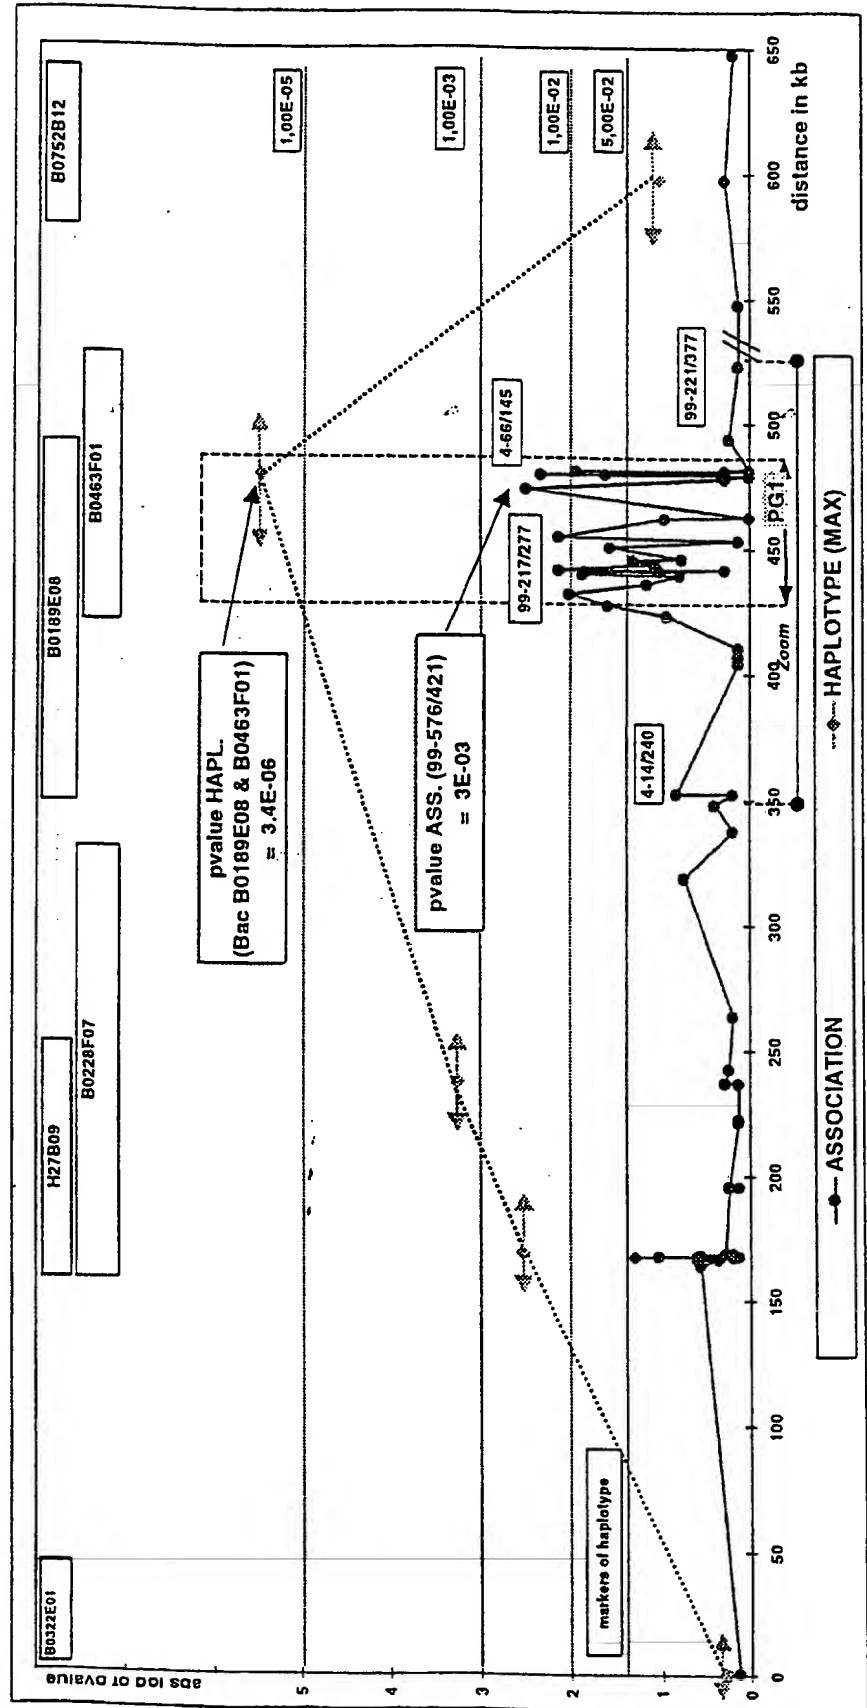 B0322E01
H27B09
B0228F07
B0189E08
B0463F01
B0752B12
abs log of pvalue
5
4
3
2
1
0
1,00E-05
1,00E-03
1,00E-02
5,00E-02
pvalue HAPL.
(Bac B0189E08 & B0463F01)
= 3.4E-06
pvalue ASS. (99-576/421)
= 3E-03
markers of haplotype
4-14/240
99-217/277
4-66/145
99-221/377
PG1
Zoom
0
50
100
150
200
250
300
350
400
450
500
550
600
650
distance in kb
ASSOCIATION
HAPLOTYPE (MAX)